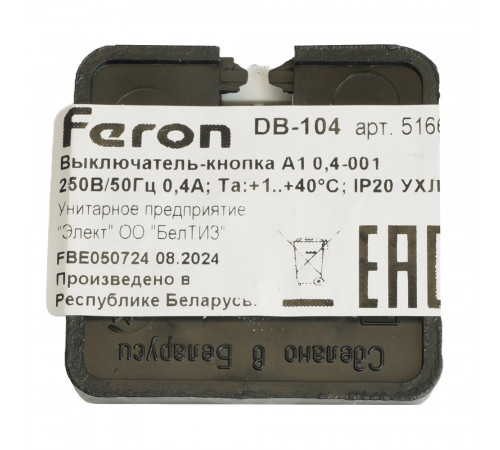 Feron DB-104 арт. 5166
Выключатель-кнопка А1 0,4-001
250В/50Гц 0,4А; Ta:+1..+40°C; IP20 УХЛ
Унитарное предприятие
"Элект" ОО "БелТИЗ"
FBE050724 08.2024
Произведено в
Республике Беларусь.
EAC
Сделано в Беларуси